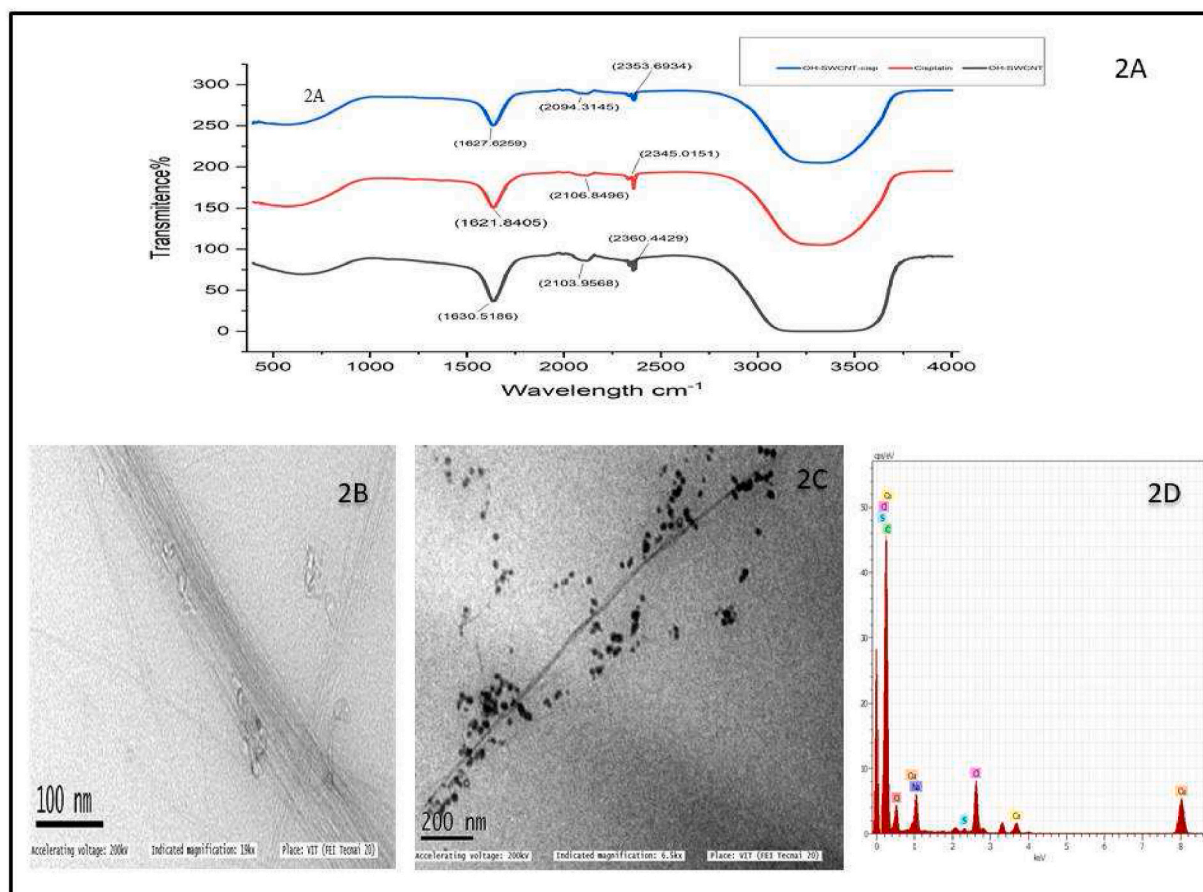 2A
OH-SWCNT-cisp Cisplatin OH-SWCNT
2A
300
250
200
150
100
50
0
Transmitence%
(2353.6934)
(2094.3145)
(1627.6259)
(2345.0151)
(2106.8496)
(1621.8405)
(2360.4429)
(2103.9568)
(1630.5186)
500 1000 1500 2000 2500 3000 3500 4000
Wavelength cm-1
2B
100 nm
Accelerating voltage: 200kV Indicated magnification: 19kx Place: VIT (FEI Tecnai 20)
2C
200 nm
Accelerating voltage: 200kV Indicated magnification: 6.5kx Place: VIT (FEI Tecnai 20)
2D
cps/eV
50
40
30
20
10
0
Cl
S
C
Cu
Na
Cl
S
Ca
Cu
0 1 2 3 4 5 6 7 8
keV